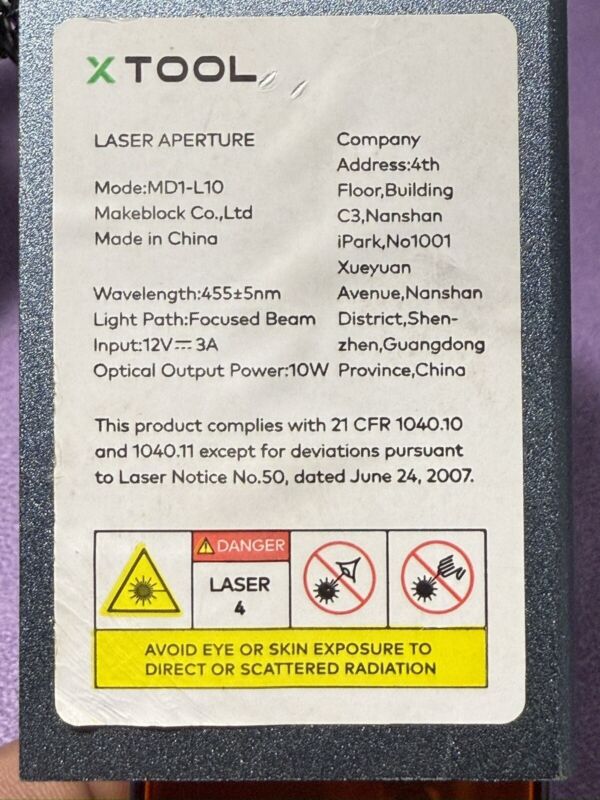 X TOOL
LASER APERTURE
Mode:MD1-L10
Makeblock Co.,Ltd
Made in China
Wavelength:455±5nm
Light Path:Focused Beam
Input:12V⎓3A
Optical Output Power:10W
Company
Address:4th
Floor,Building
C3,Nanshan
iPark,No1001
Xueyuan
Avenue,Nanshan
District,Shen-
zhen,Guangdong
Province,China
This product complies with 21 CFR 1040.10
and 1040.11 except for deviations pursuant
to Laser Notice No.50, dated June 24, 2007.
DANGER
LASER
4
AVOID EYE OR SKIN EXPOSURE TO
DIRECT OR SCATTERED RADIATION